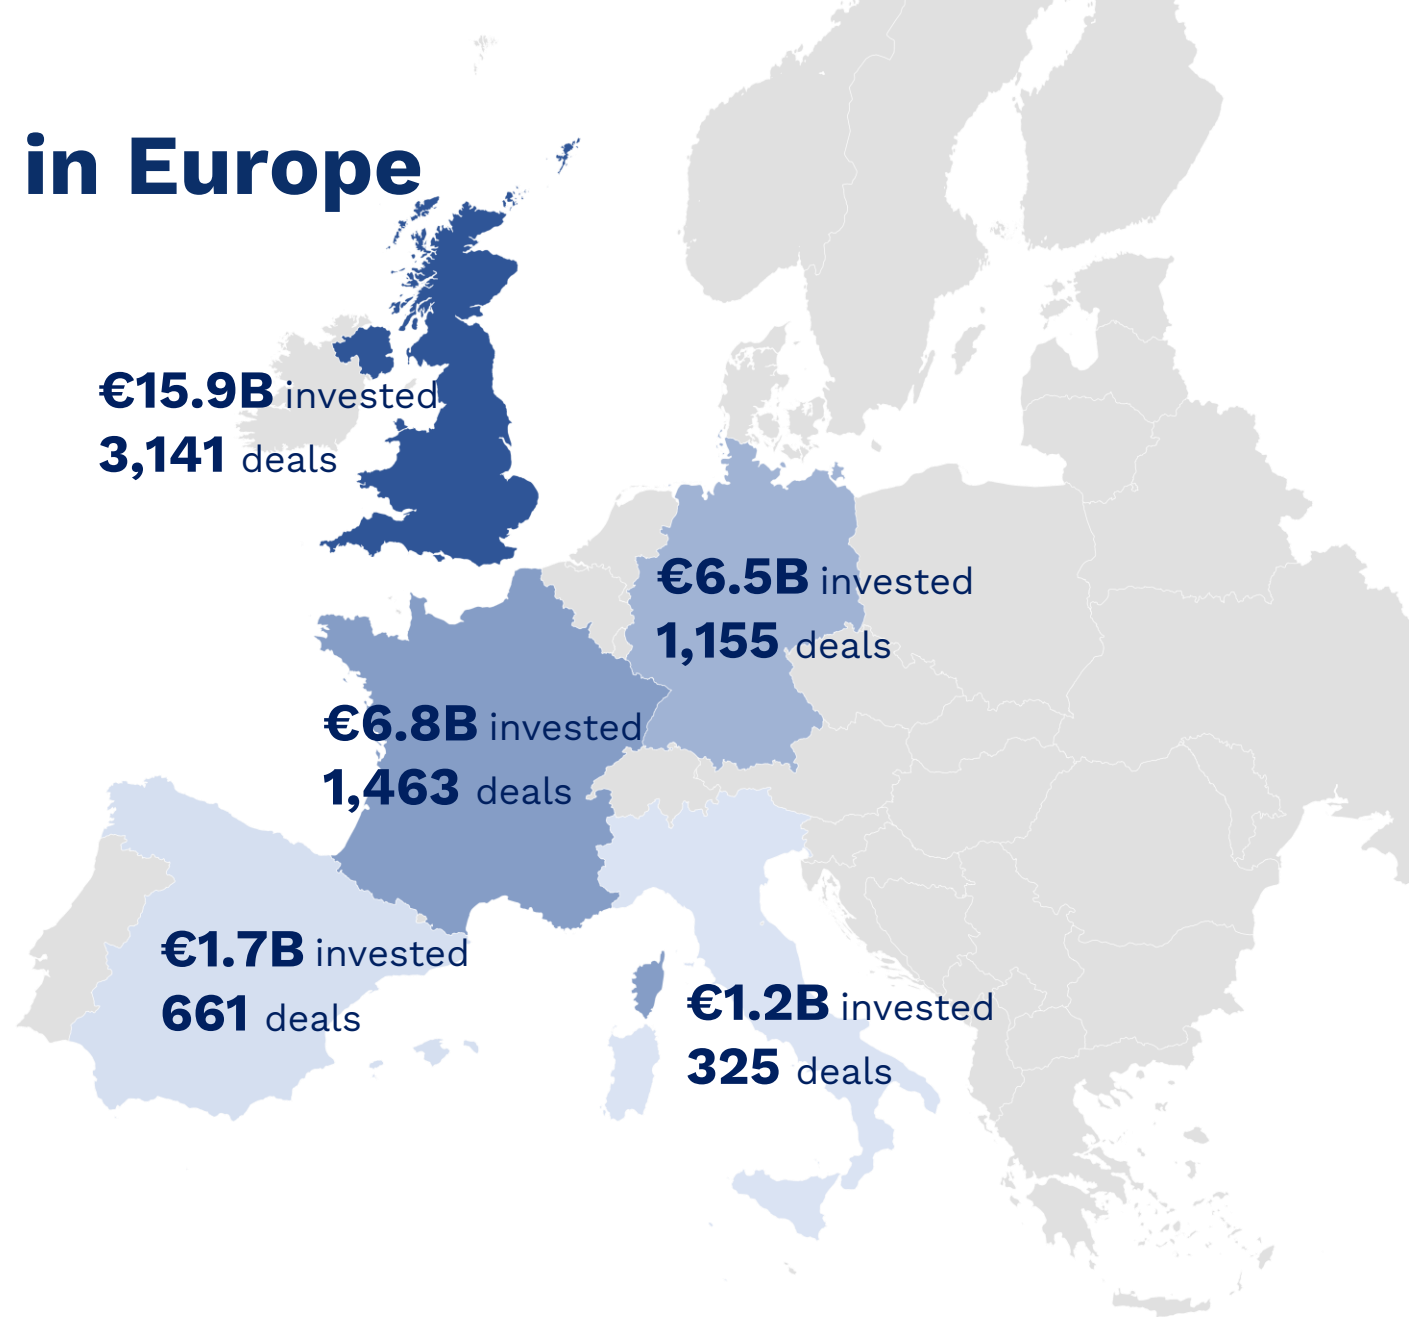 in Europe
€15.9B invested
3,141 deals
€6.5B invested
1,155 deals
€6.8B invested
1,463 deals
€1.7B invested
661 deals
€1.2B invested
325 deals